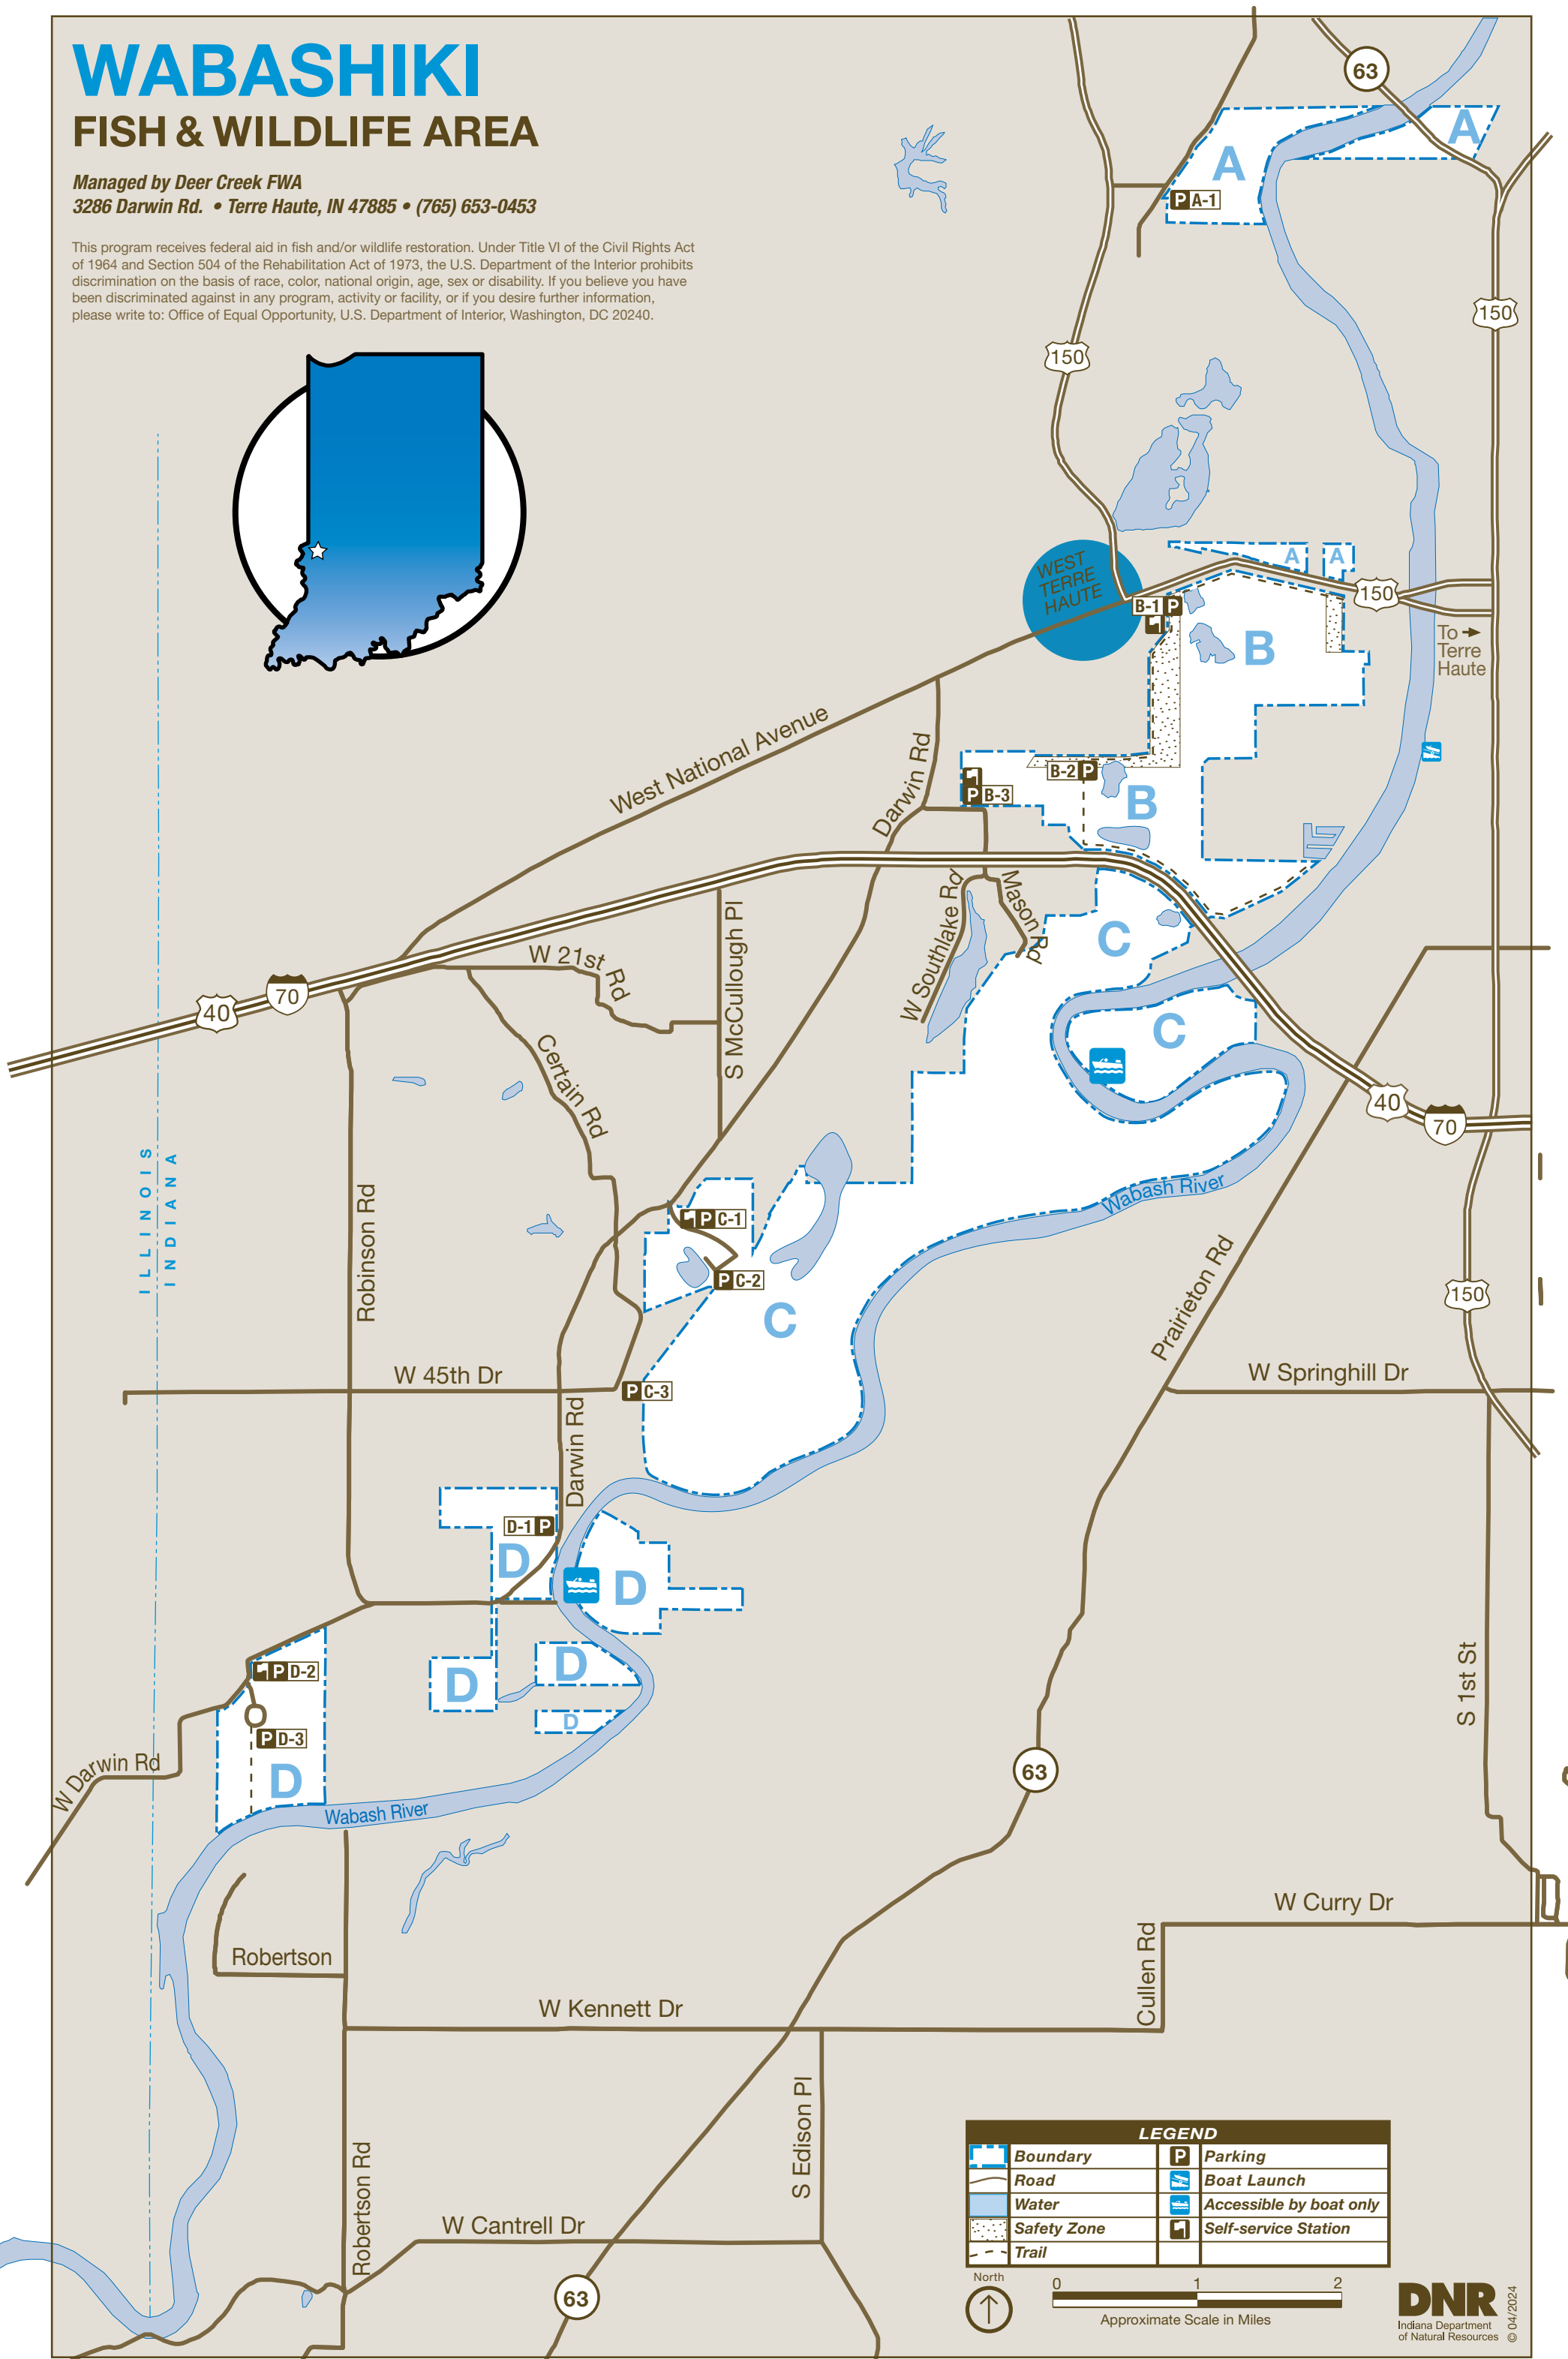 WABASHIKI
FISH & WILDLIFE AREA
Managed by Deer Creek FWA
3286 Darwin Rd. • Terre Haute, IN 47885 • (765) 653-0453
This program receives federal aid in fish and/or wildlife restoration. Under Title VI of the Civil Rights Act
of 1964 and Section 504 of the Rehabilitation Act of 1973, the U.S. Department of the Interior prohibits
discrimination on the basis of race, color, national origin, age, sex or disability. If you believe you have
been discriminated against in any program, activity or facility, or if you desire further information,
please write to: Office of Equal Opportunity, U.S. Department of Interior, Washington, DC 20240.
63
A
A
P A-1
150
150
WEST
TERRE
HAUTE
A
A
150
B-1 P
B
To
Terre
Haute
West National Avenue
Darwin Rd
B-2 P
P B-3
B
W Southlake Rd
Mason Rd
C
W 21st Rd
S McCullough Pl
40
70
C
Certain Rd
40
70
ILLINOIS
INDIANA
Robinson Rd
Wabash River
P C-1
P C-2
C
Prairieton Rd
150
W 45th Dr
P C-3
W Springhill Dr
Darwin Rd
D-1 P
D
D
P D-2
D
D
D
P D-3
D
W Darwin Rd
Wabash River
S 1st St
63
W Curry Dr
Robertson
Cullen Rd
W Kennett Dr
S Edison Pl
Robertson Rd
W Cantrell Dr
63
LEGEND
Boundary
P Parking
Road
Boat Launch
Water
Accessible by boat only
Safety Zone
Self-service Station
Trail
North
0 1 2
Approximate Scale in Miles
DNR
Indiana Department
of Natural Resources
© 04/2024